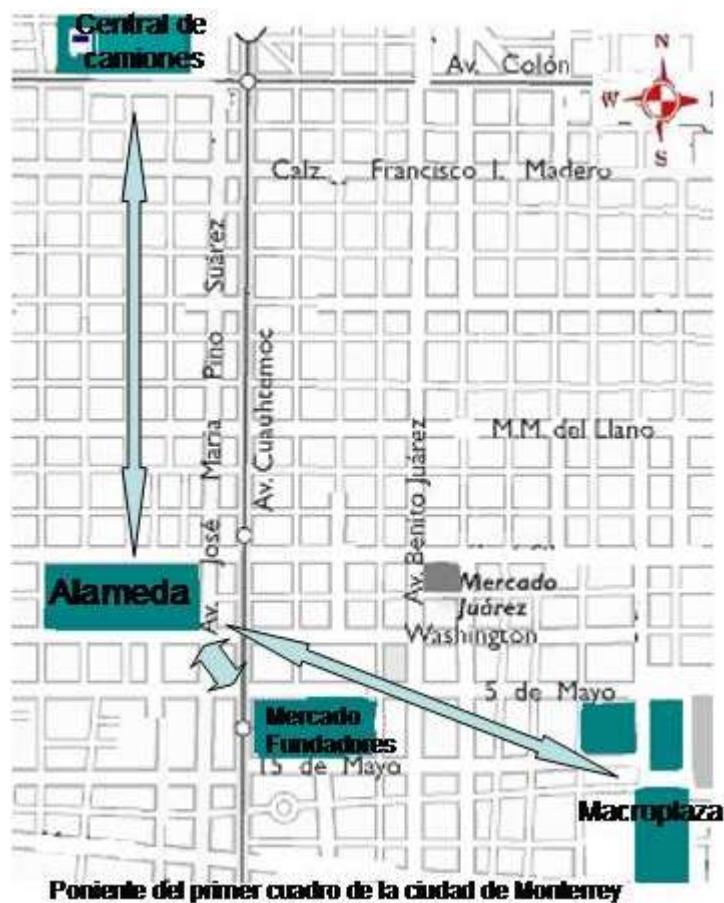 Central de
camiones
Av. Colón
N
W
S
Calz. Francisco I. Madero
Av. José María Pino Suárez
Av. Cuauhtemoc
M.M. del Llano
Av. Benito Juárez
Alameda
Mercado
Juárez
Washington
5 de Mayo
Mercado
Fundadores
15 de Mayo
Macroplaza
Poniente del primer cuadro de la ciudad de Monterrey